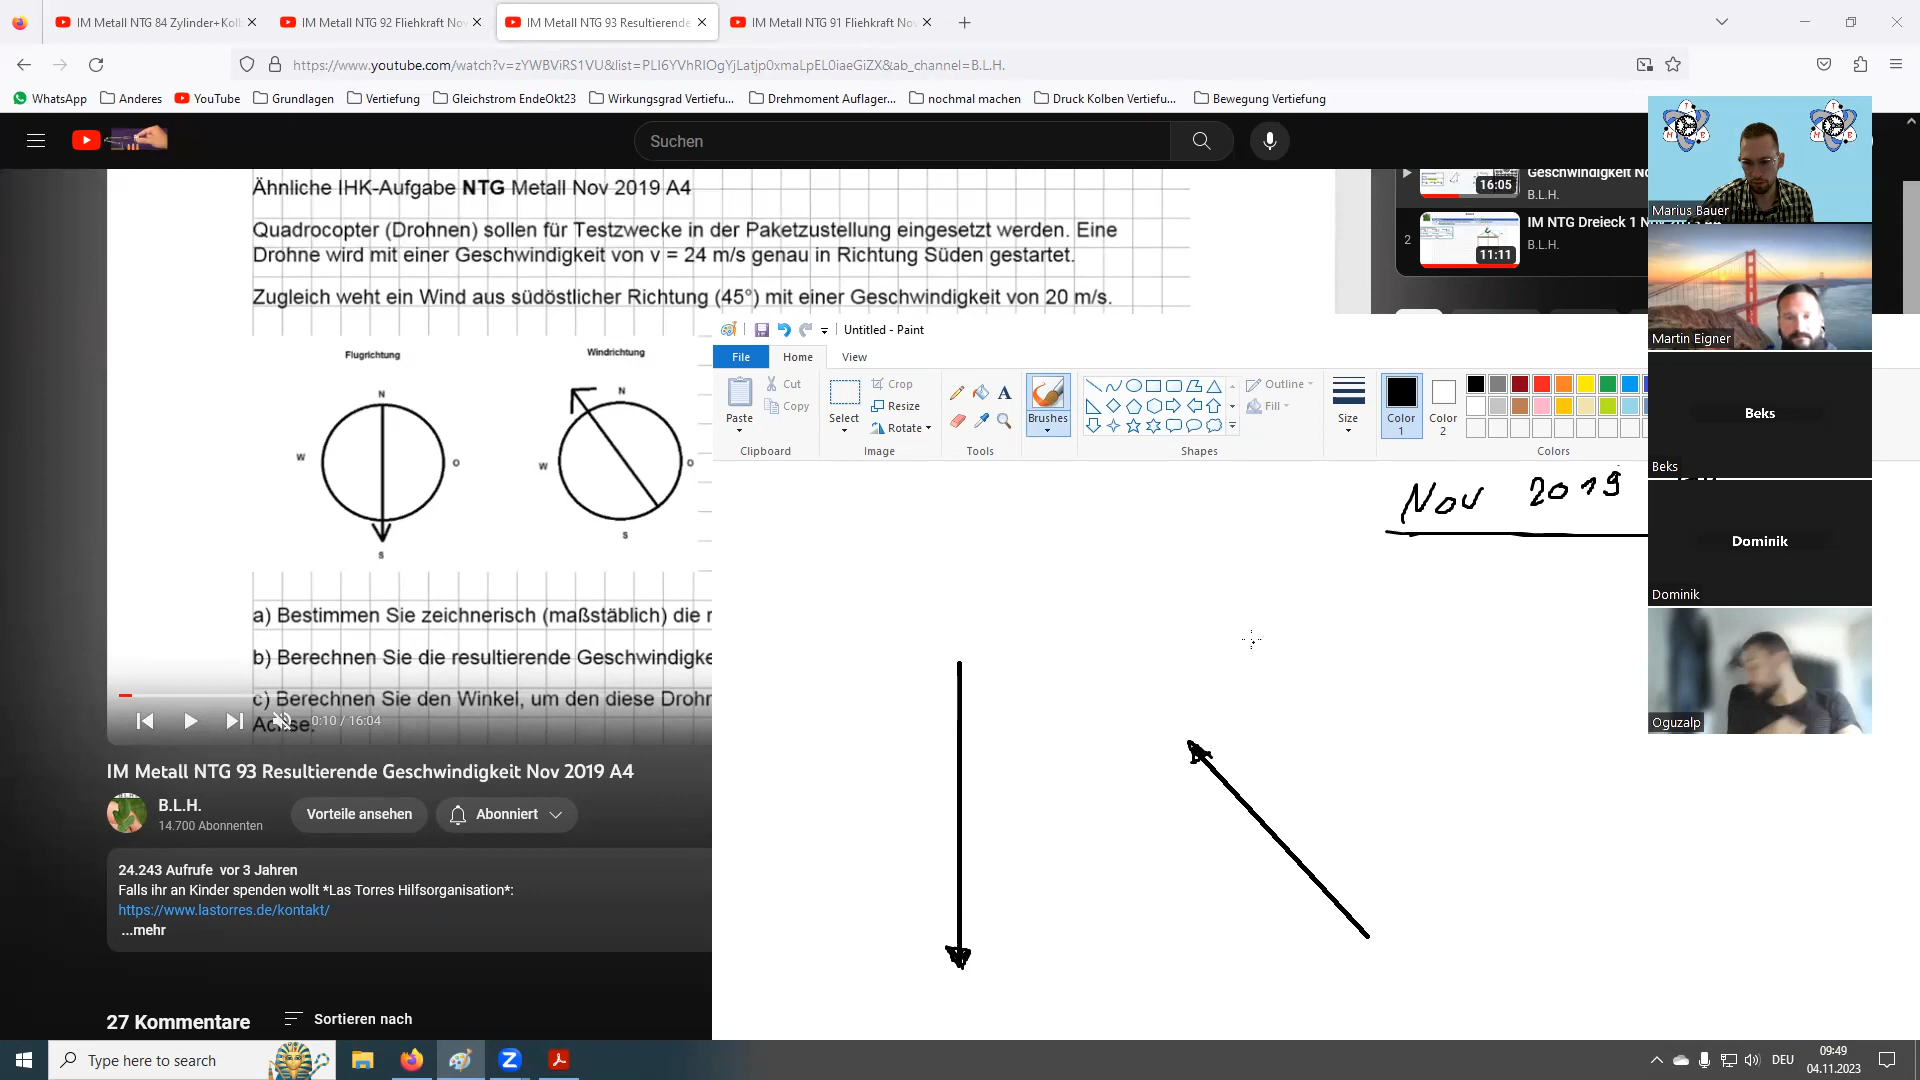 IM Metall NTG 84 Zylinder+Kolb
IM Metall NTG 92 Fliehkraft Nov
IM Metall NTG 93 Resultierende
IM Metall NTG 91 Fliehkraft Nov
https://www.youtube.com/watch?v=zYWBViRS1VU&list=PLI6YVhRIOgYjLatjp0xmaLpEL0iaeGiZX&ab_channel=B.L.H.
WhatsApp
Anderes
YouTube
Grundlagen
Vertiefung
Gleichstrom EndeOkt23
Wirkungsgrad Vertiefu...
Drehmoment Auflager...
nochmal machen
Druck Kolben Vertiefu...
Bewegung Vertiefung
Suchen
Ähnliche IHK-Aufgabe NTG Metall Nov 2019 A4
Quadrocopter (Drohnen) sollen für Testzwecke in der Paketzustellung eingesetzt werden. Eine
Drohne wird mit einer Geschwindigkeit von v = 24 m/s genau in Richtung Süden gestartet.
Zugleich weht ein Wind aus südöstlicher Richtung (45°) mit einer Geschwindigkeit von 20 m/s.
Flugrichtung
N
W
O
S
Windrichtung
N
W
O
S
a) Bestimmen Sie zeichnerisch (maßstäblich) die r
b) Berechnen Sie die resultierende Geschwindigke
c) Berechnen Sie den Winkel, um den diese Drohn
Achse.
0:10 / 16:04
IM Metall NTG 93 Resultierende Geschwindigkeit Nov 2019 A4
B.L.H.
14.700 Abonnenten
Vorteile ansehen
Abonniert
24.243 Aufrufe vor 3 Jahren
Falls ihr an Kinder spenden wollt *Las Torres Hilfsorganisation*:
https://www.lastorres.de/kontakt/
...mehr
27 Kommentare
Sortieren nach
16:05
Geschwindigkeit No
B.L.H.
2
11:11
IM NTG Dreieck 1 N
B.L.H.
Untitled - Paint
File
Home
View
Paste
Cut
Copy
Clipboard
Select
Crop
Resize
Rotate
Image
A
Tools
Brushes
Shapes
Outline
Fill
Size
Color
1
Color
2
Colors
Nov 2019
Marius Bauer
Martin Eigner
Beks
Beks
Dominik
Dominik
Oguzalp
Type here to search
DEU
09:49
04.11.2023